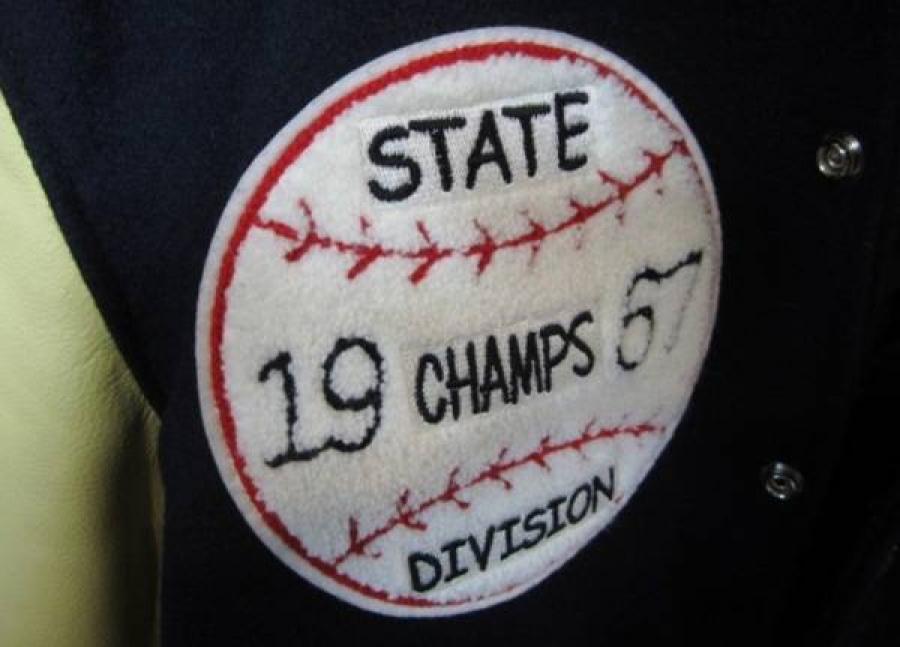 STATE
19 CHAMPS 67
DIVISION